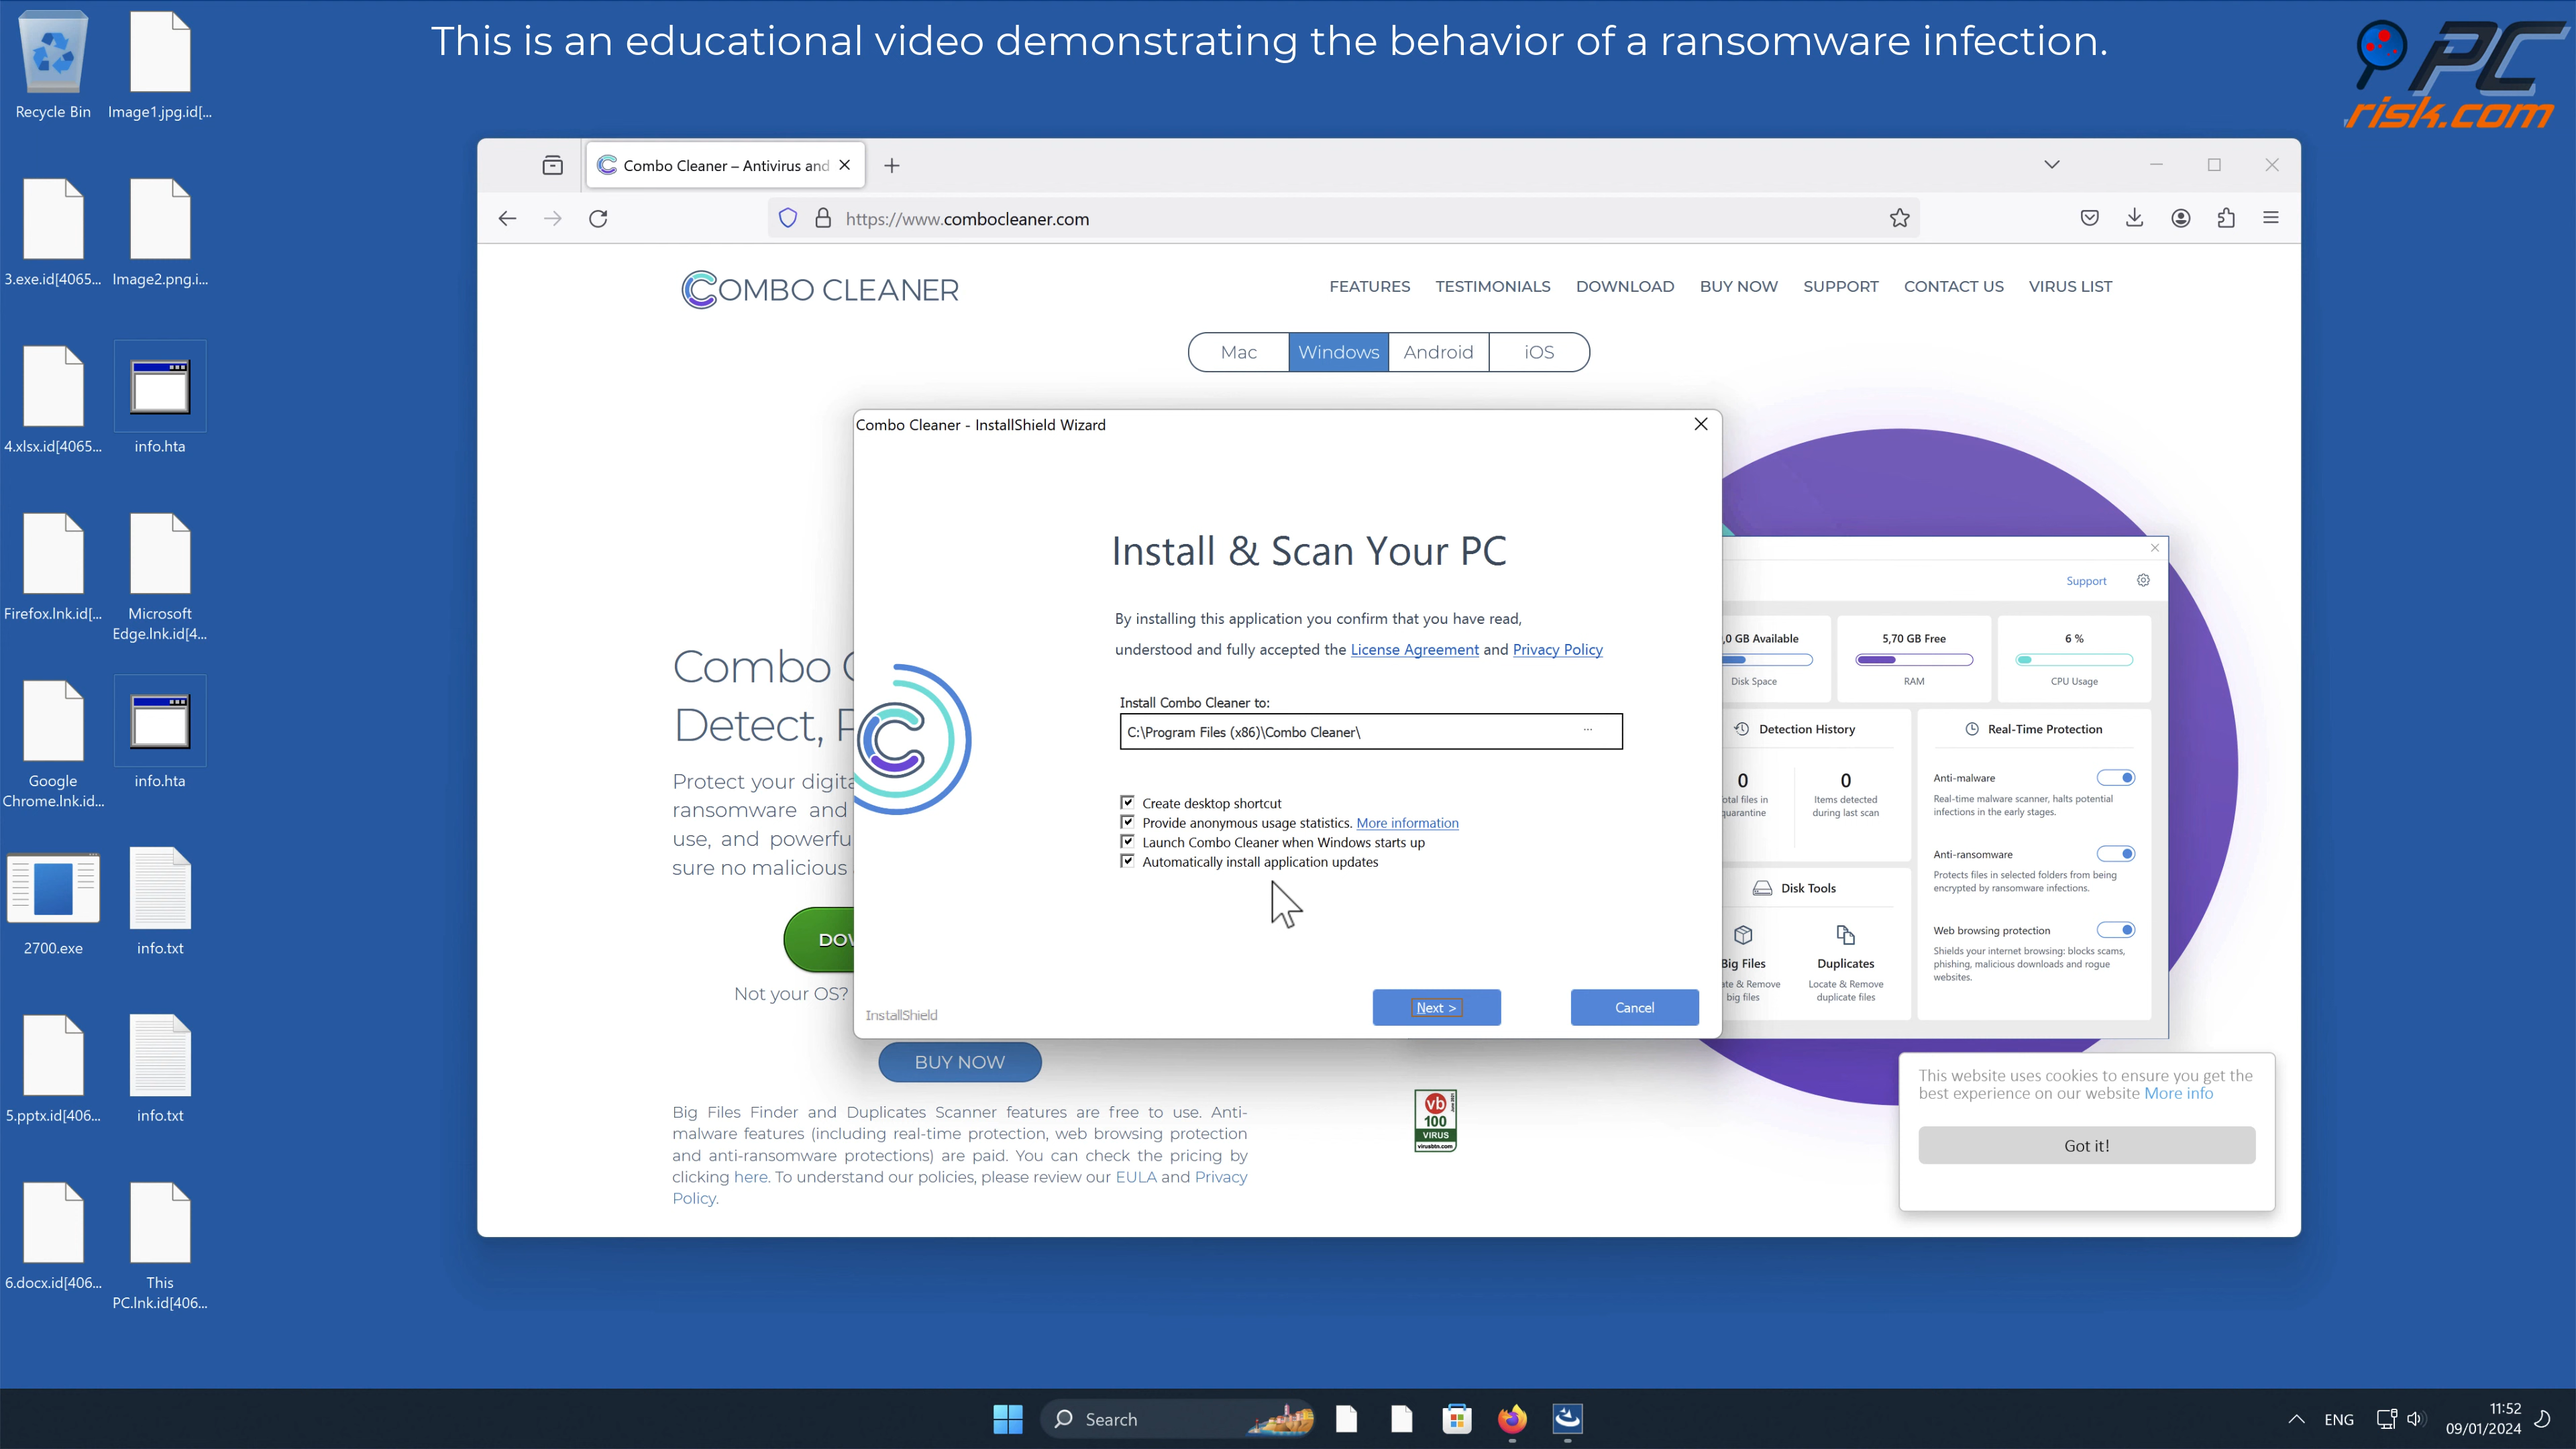 This is an educational video demonstrating the behavior of a ransomware infection.
PC
risk.com
Recycle Bin
Image1.jpg.id[...
3.exe.id[4065...
Image2.png.i...
4.xlsx.id[4065...
info.hta
Firefox.lnk.id[...
Microsoft
Edge.lnk.id[4...
Google
Chrome.lnk.id...
info.hta
2700.exe
info.txt
5.pptx.id[406...
info.txt
6.docx.id[406...
This
PC.lnk.id[406...
Combo Cleaner – Antivirus and
https://www.combocleaner.com
COMBO CLEANER
FEATURES TESTIMONIALS DOWNLOAD BUY NOW SUPPORT CONTACT US VIRUS LIST
Mac Windows Android iOS
Combo Cleaner - InstallShield Wizard
Install & Scan Your PC
By installing this application you confirm that you have read,
understood and fully accepted the License Agreement and Privacy Policy
Install Combo Cleaner to:
C:\Program Files (x86)\Combo Cleaner\ ...
Create desktop shortcut
Provide anonymous usage statistics. More information
Launch Combo Cleaner when Windows starts up
Automatically install application updates
InstallShield
Next >
Cancel
Combo
Detect,
Protect your
ransomware and
use, and
sure no malicious
Not your OS?
BUY NOW
Big Files Finder and Duplicates Scanner features are free to use. Anti-
malware features (including real-time protection, web browsing protection
and anti-ransomware protections) are paid. You can check the pricing by
clicking here. To understand our policies, please review our EULA and Privacy
Policy.
vb
100
VIRUS
virusbtn.com
Support
,0 GB Available
Disk Space
5,70 GB Free
RAM
6 %
CPU Usage
Detection History
0
files in
0
Items detected
during last scan
Real-Time Protection
Anti-malware
Real-time malware scanner, halts potential
infections in the early stages.
Anti-ransomware
Protects files in selected folders from being
encrypted by ransomware infections.
Web browsing protection
Shields your internet browsing: blocks scams,
phishing, malicious downloads and rogue
websites.
Disk Tools
Big Files
& Remove
big files
Duplicates
Locate & Remove
duplicate files
This website uses cookies to ensure you get the
best experience on our website More info
Got it!
Search
ENG
11:52
09/01/2024